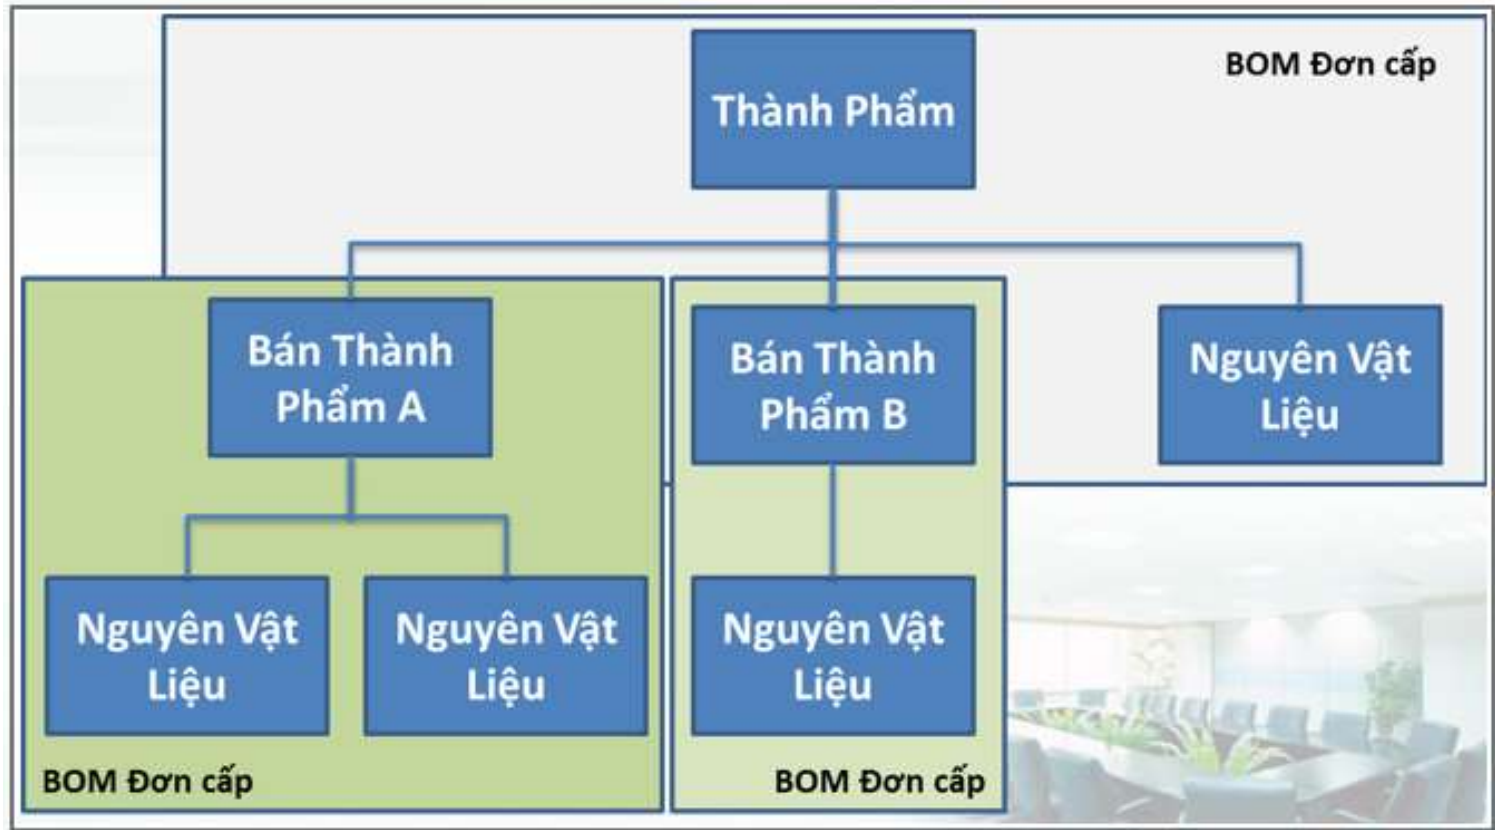 BOM Đơn cấp
Thành Phẩm
Bán Thành
Phẩm A
Bán Thành
Phẩm B
Nguyên Vật
Liệu
Nguyên Vật
Liệu
Nguyên Vật
Liệu
Nguyên Vật
Liệu
BOM Đơn cấp
BOM Đơn cấp